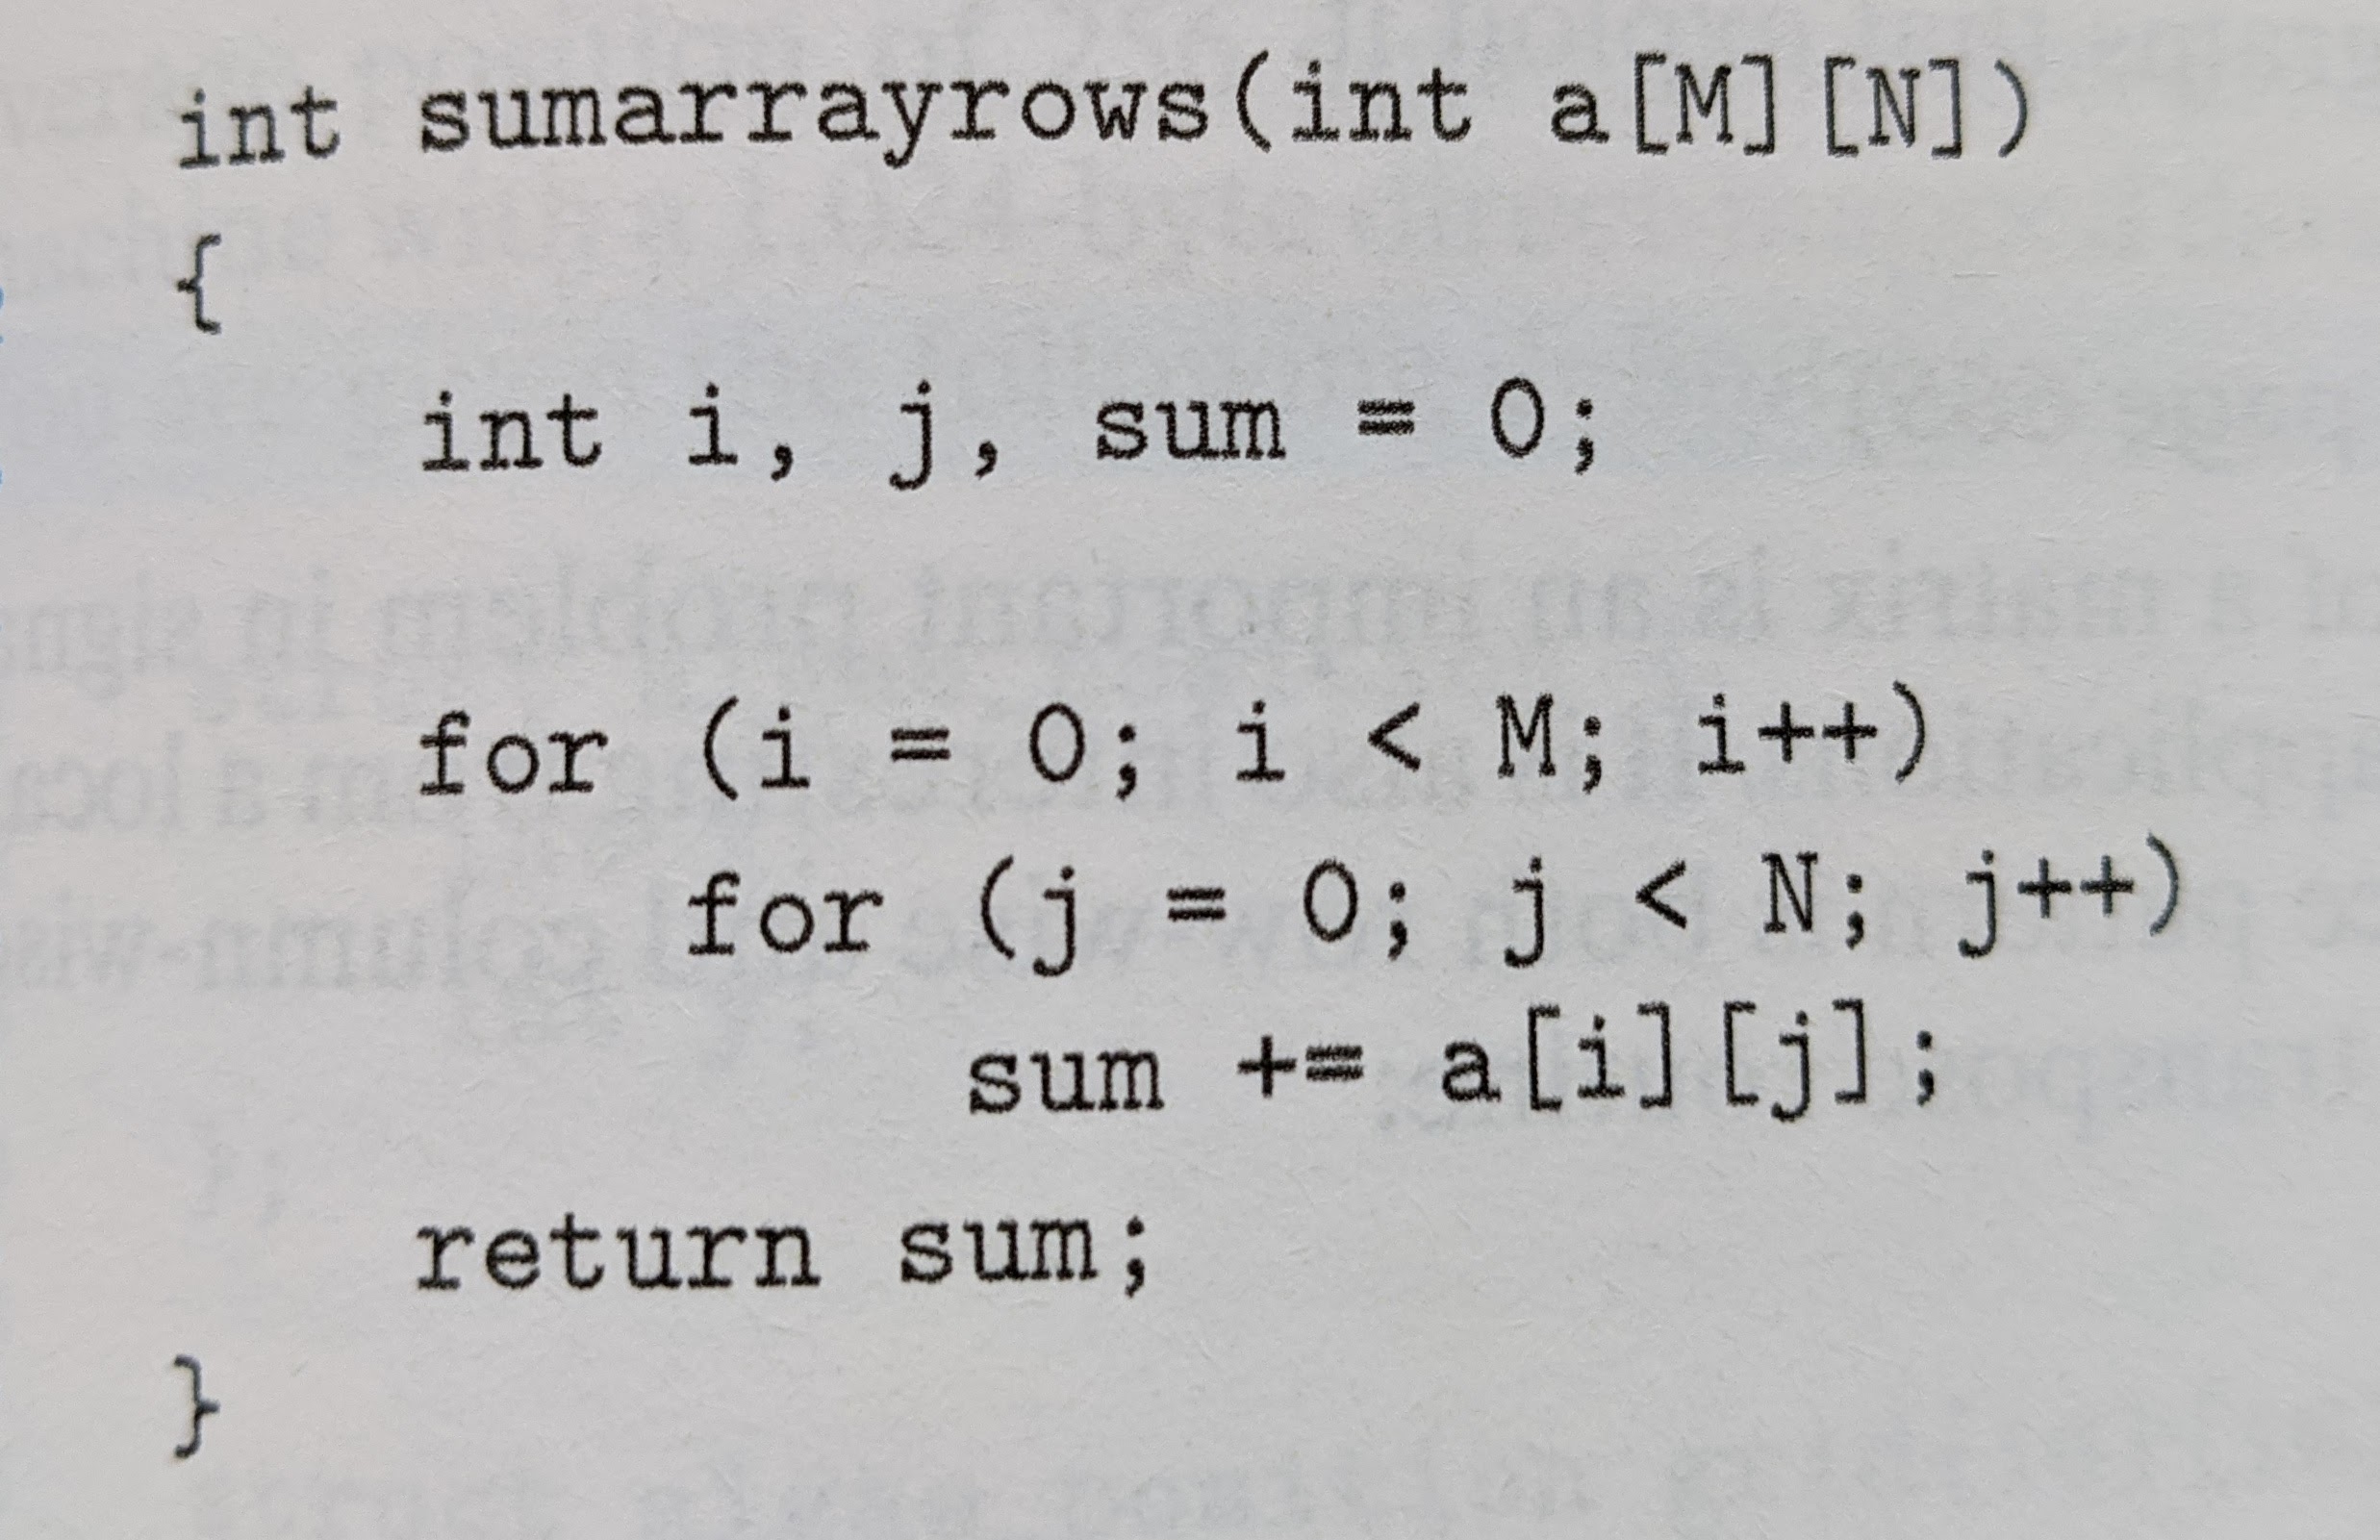 int sumarrayrows(int a[M][N])
{
    int i, j, sum = 0;

    for (i = 0; i < M; i++)
        for (j = 0; j < N; j++)
            sum += a[i][j];

    return sum;
}